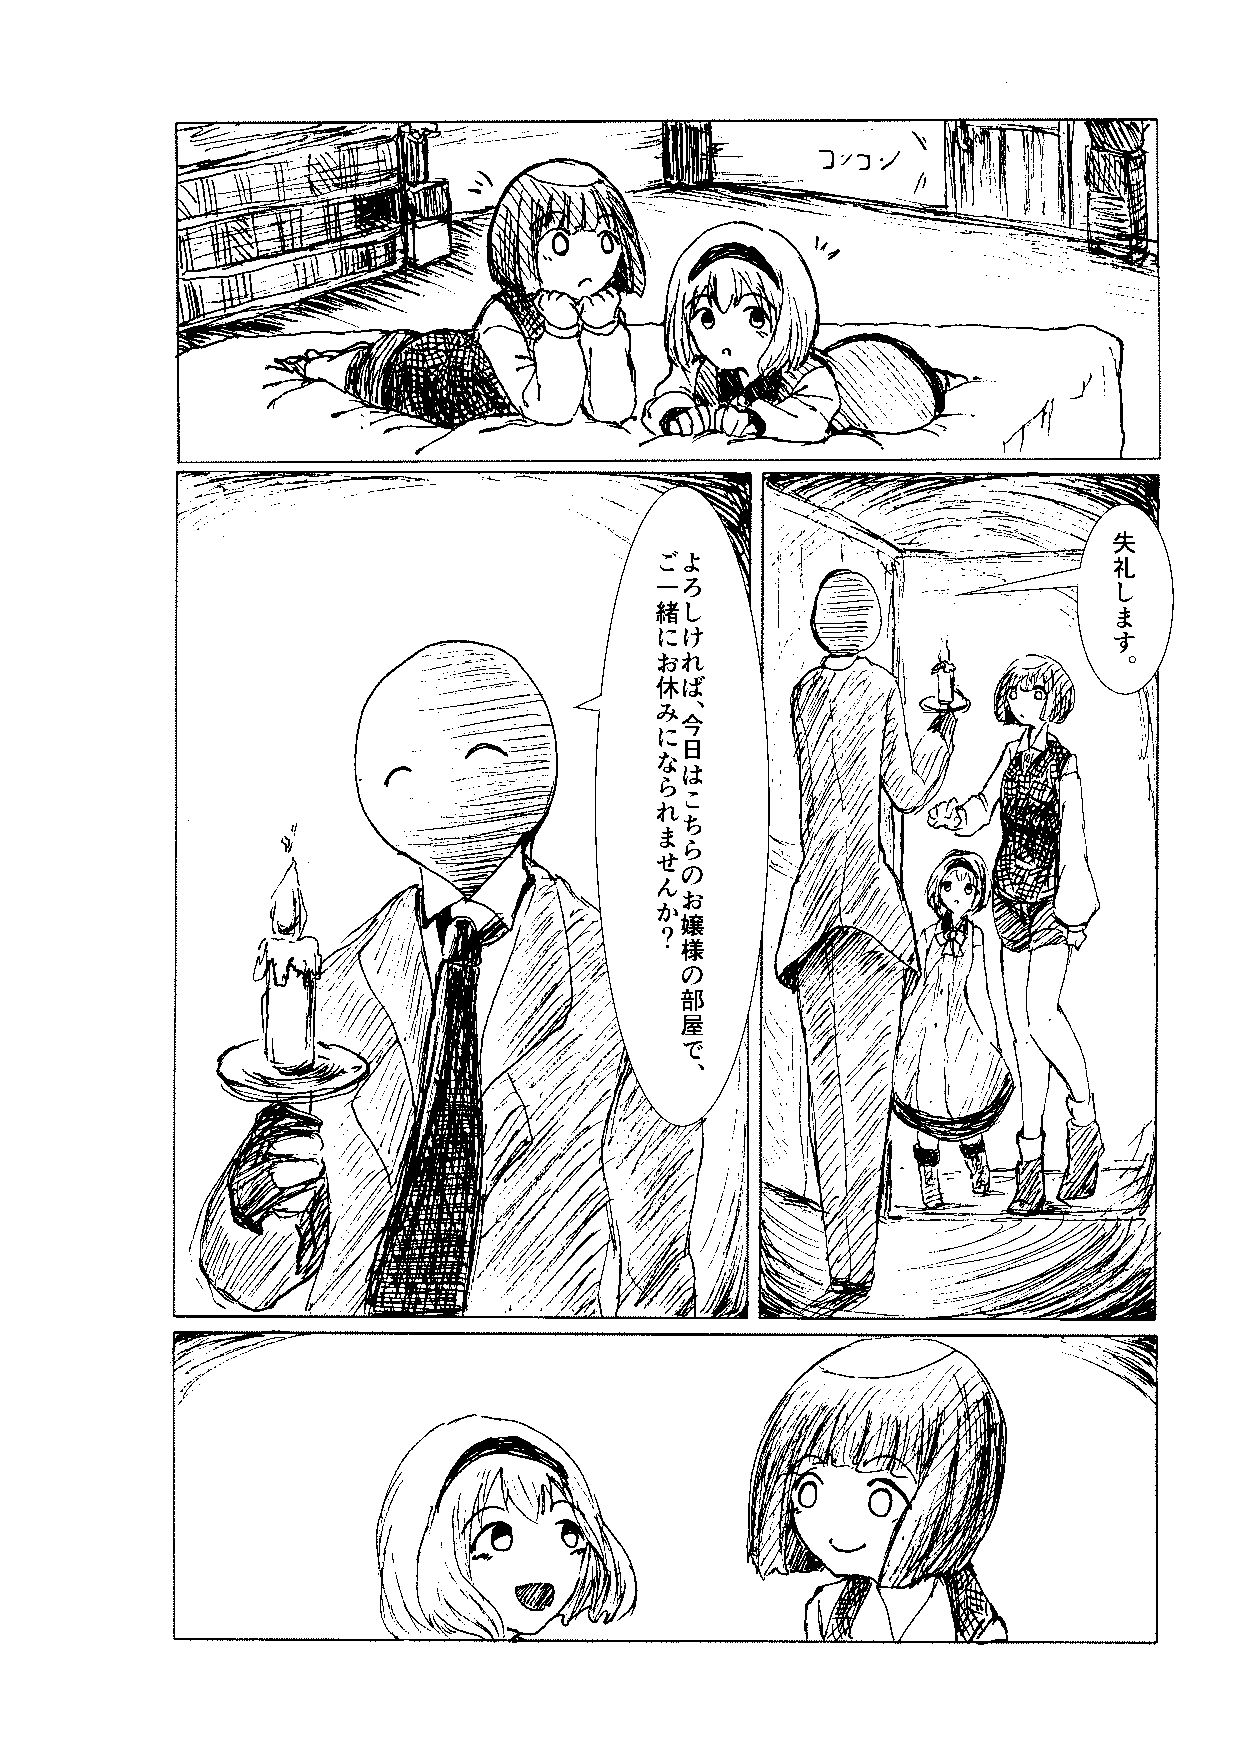 コンコン
失礼します。
よろしければ、今日はこちらのお嬢様の部屋で、
ご一緒にお休みになられませんか？